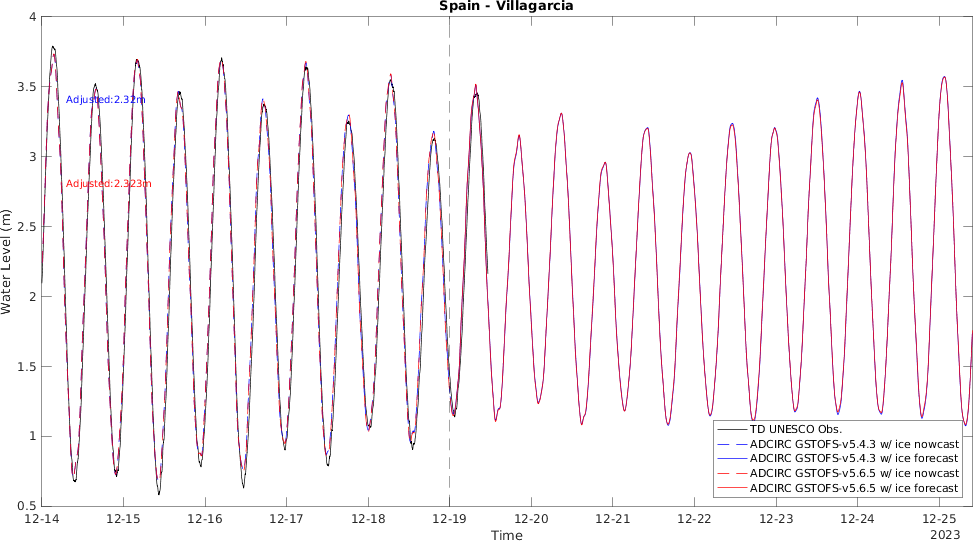 Spain - Villagarcia
4
3.5
3
2.5
2
1.5
1
0.5
Water Level (m)
Adjusted:2.32m
Adjusted:2.323m
TD UNESCO Obs.
ADCIRC GSTOFS-v5.4.3 w/ ice nowcast
ADCIRC GSTOFS-v5.4.3 w/ ice forecast
ADCIRC GSTOFS-v5.6.5 w/ ice nowcast
ADCIRC GSTOFS-v5.6.5 w/ ice forecast
12-14 12-15 12-16 12-17 12-18 12-19 12-20 12-21 12-22 12-23 12-24 12-25
2023
Time